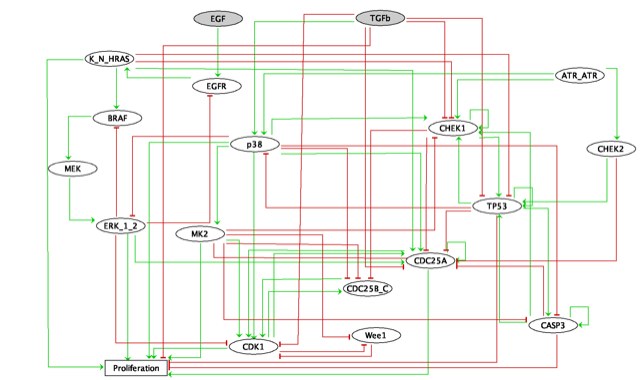 EGF
TGFb
K_N_HRAS
ATR_ATR
EGFR
BRAF
CHEK1
p38
CHEK2
MEK
TP53
ERK_1_2
MK2
CDC25A
CDC25B_C
CASP3
Wee1
CDK1
Proliferation